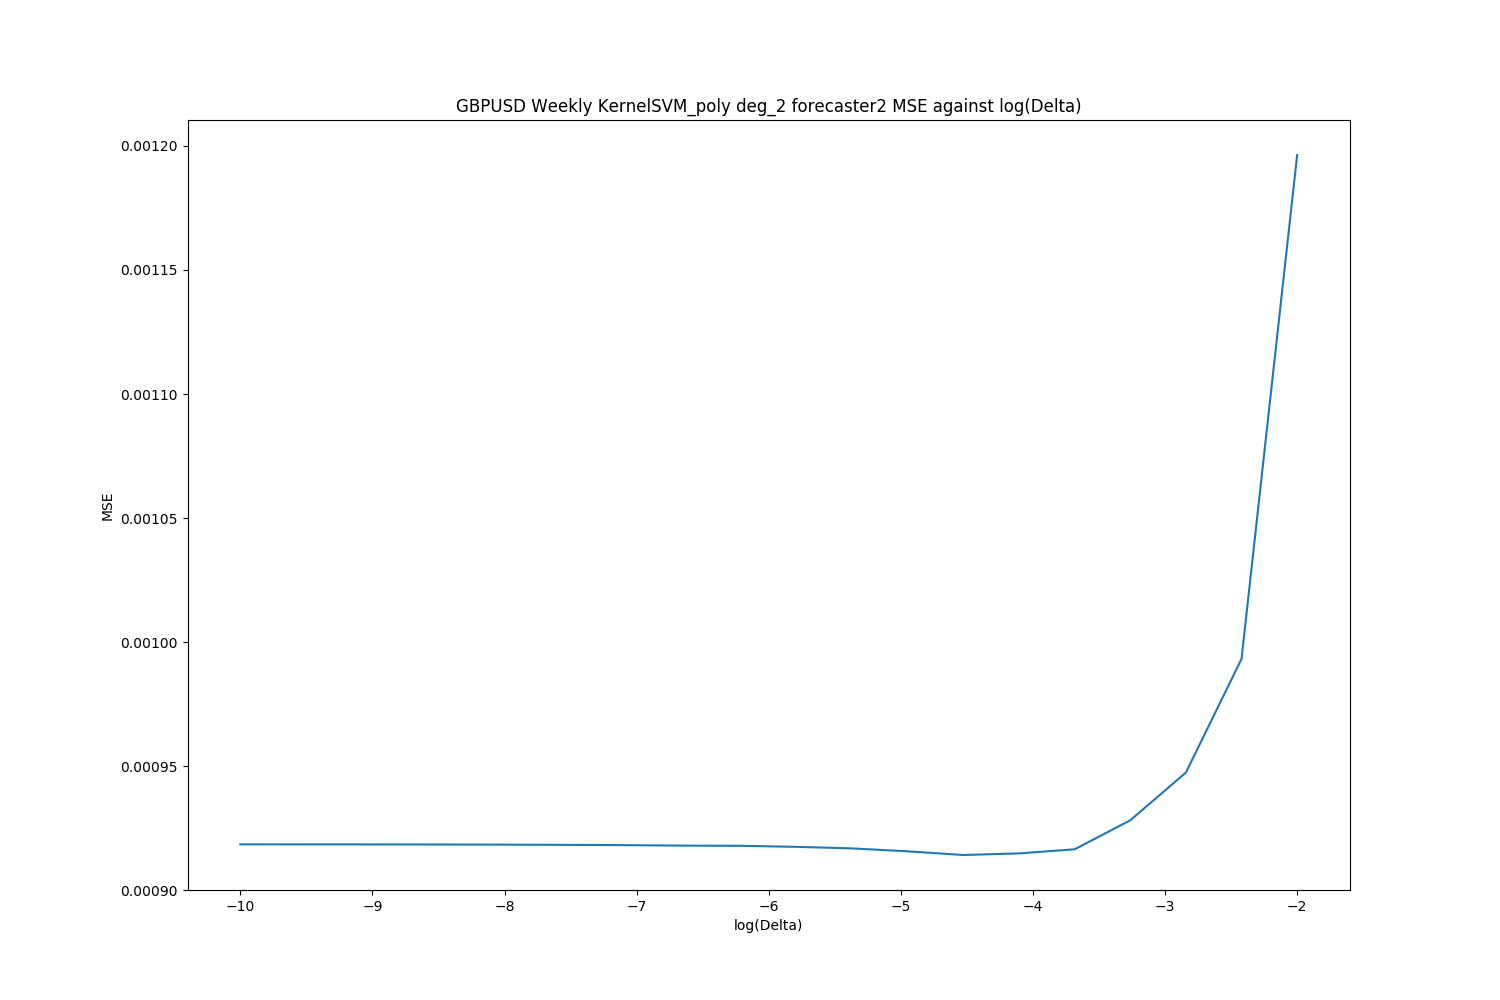 GBPUSD Weekly KernelSVM_poly deg_2 forecaster2 MSE against log(Delta)
0.00120
0.00115
0.00110
0.00105
0.00100
0.00095
0.00090
MSE
−10 −9 −8 −7 −6 −5 −4 −3 −2
log(Delta)